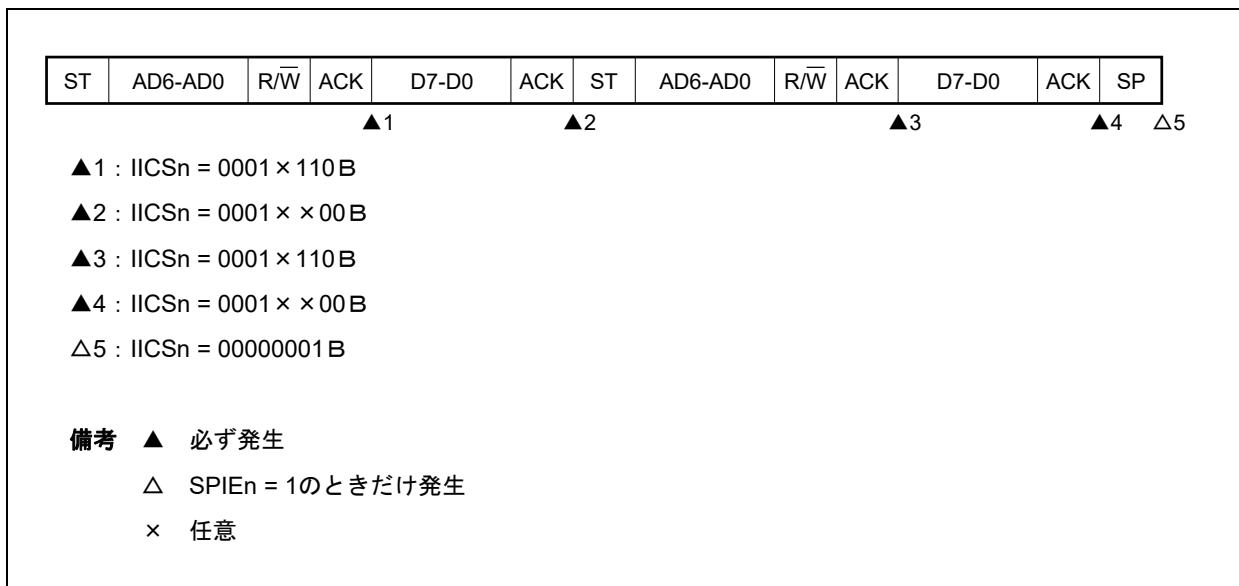 ST AD6-AD0 R/W̅ ACK D7-D0 ACK ST AD6-AD0 R/W̅ ACK D7-D0 ACK SP
▲1 ▲2 ▲3 ▲4 △5
▲1：IICSn = 0001×110B
▲2：IICSn = 0001××00B
▲3：IICSn = 0001×110B
▲4：IICSn = 0001××00B
△5：IICSn = 00000001B
備考 ▲ 必ず発生
△ SPIEn = 1のときだけ発生
× 任意